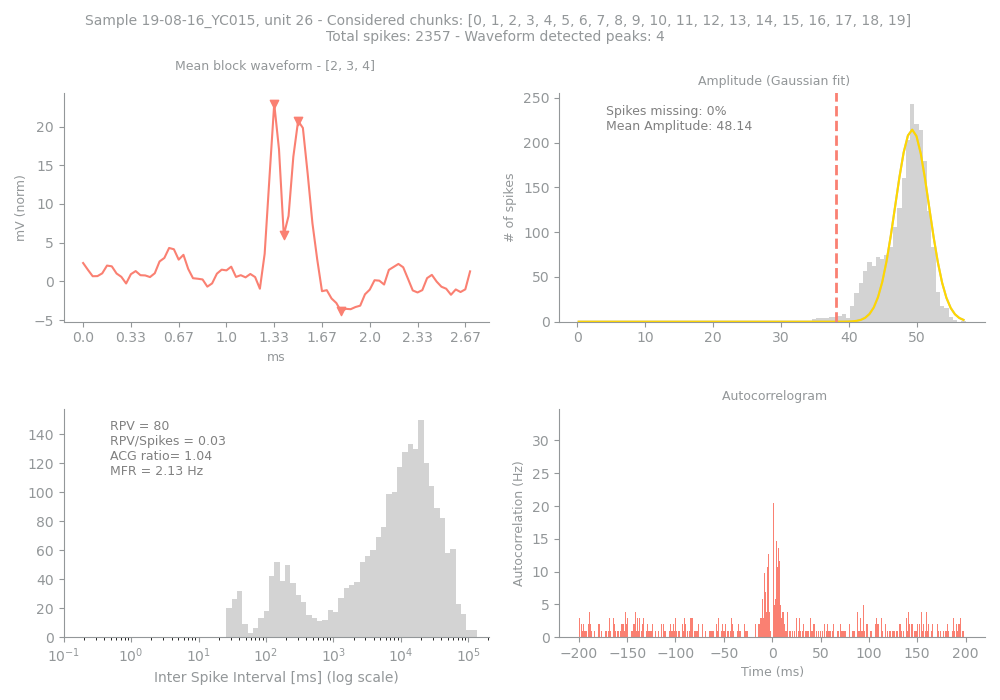 Sample 19-08-16_YC015, unit 26 - Considered chunks: [0, 1, 2, 3, 4, 5, 6, 7, 8, 9, 10, 11, 12, 13, 14, 15, 16, 17, 18, 19]
Total spikes: 2357 - Waveform detected peaks: 4
Mean block waveform - [2, 3, 4]
mV (norm)
20
15
10
5
0
−5
0.0 0.33 0.67 1.0 1.33 1.67 2.0 2.33 2.67
ms
Amplitude (Gaussian fit)
Spikes missing: 0%
Mean Amplitude: 48.14
# of spikes
250
200
150
100
50
0
0 10 20 30 40 50
RPV = 80
RPV/Spikes = 0.03
ACG ratio= 1.04
MFR = 2.13 Hz
140
120
100
80
60
40
20
0
10⁻¹ 10⁰ 10¹ 10² 10³ 10⁴ 10⁵
Inter Spike Interval [ms] (log scale)
Autocorrelogram
Autocorrelation (Hz)
30
25
20
15
10
5
0
−200 −150 −100 −50 0 50 100 150 200
Time (ms)